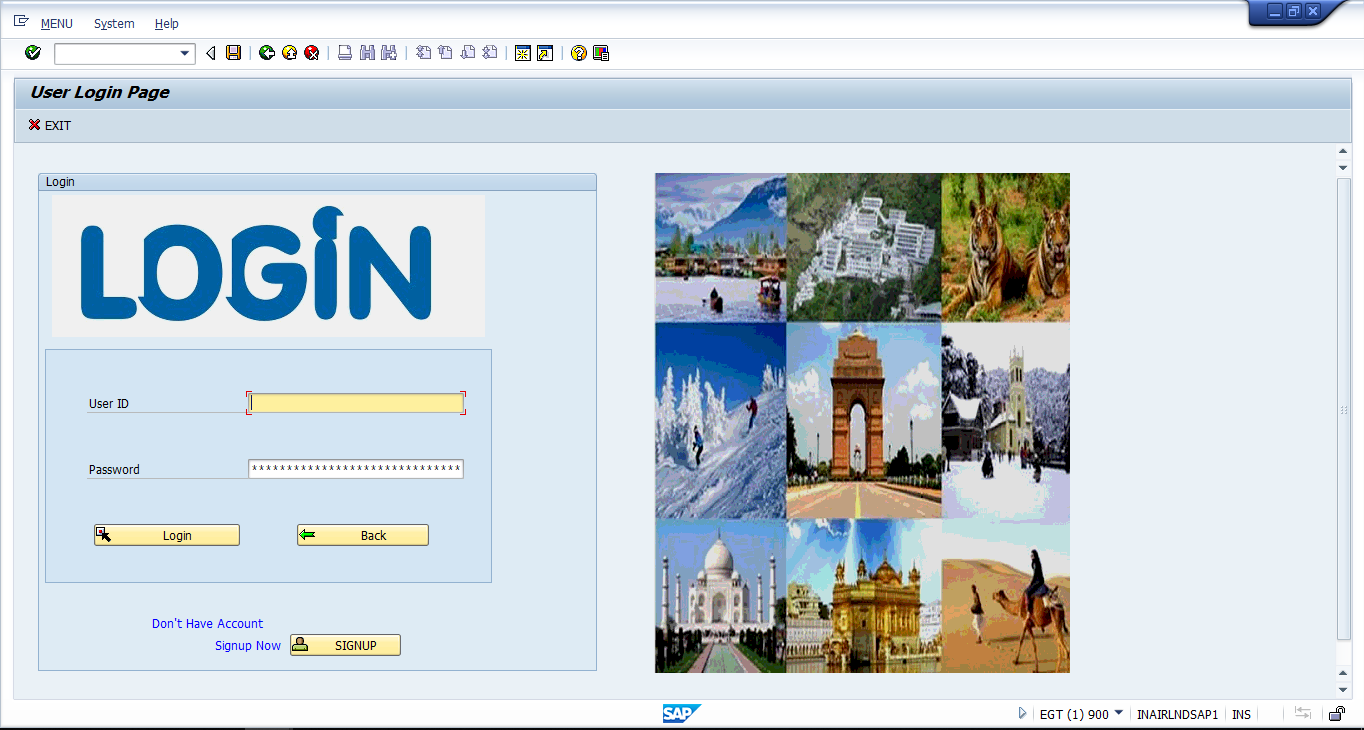 MENU System Help
User Login Page
EXIT
Login
LOGiN
User ID
Password ******************************
Login Back
Don't Have Account
Signup Now SIGNUP
SAP
EGT (1) 900 INAIRLNDSAP1 INS